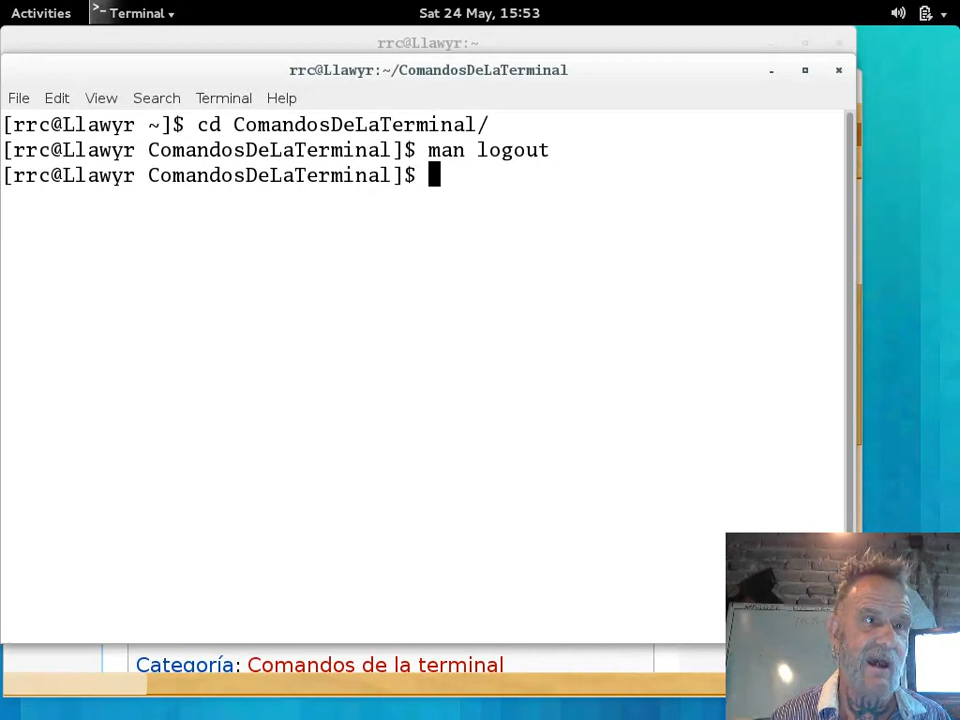 Activities >_ Terminal Sat 24 May, 15:53
rrc@Llawyr:~
rrc@Llawyr:~/ComandosDeLaTerminal
File Edit View Search Terminal Help
[rrc@Llawyr ~]$ cd ComandosDeLaTerminal/
[rrc@Llawyr ComandosDeLaTerminal]$ man logout
[rrc@Llawyr ComandosDeLaTerminal]$
Categoría: Comandos de la terminal